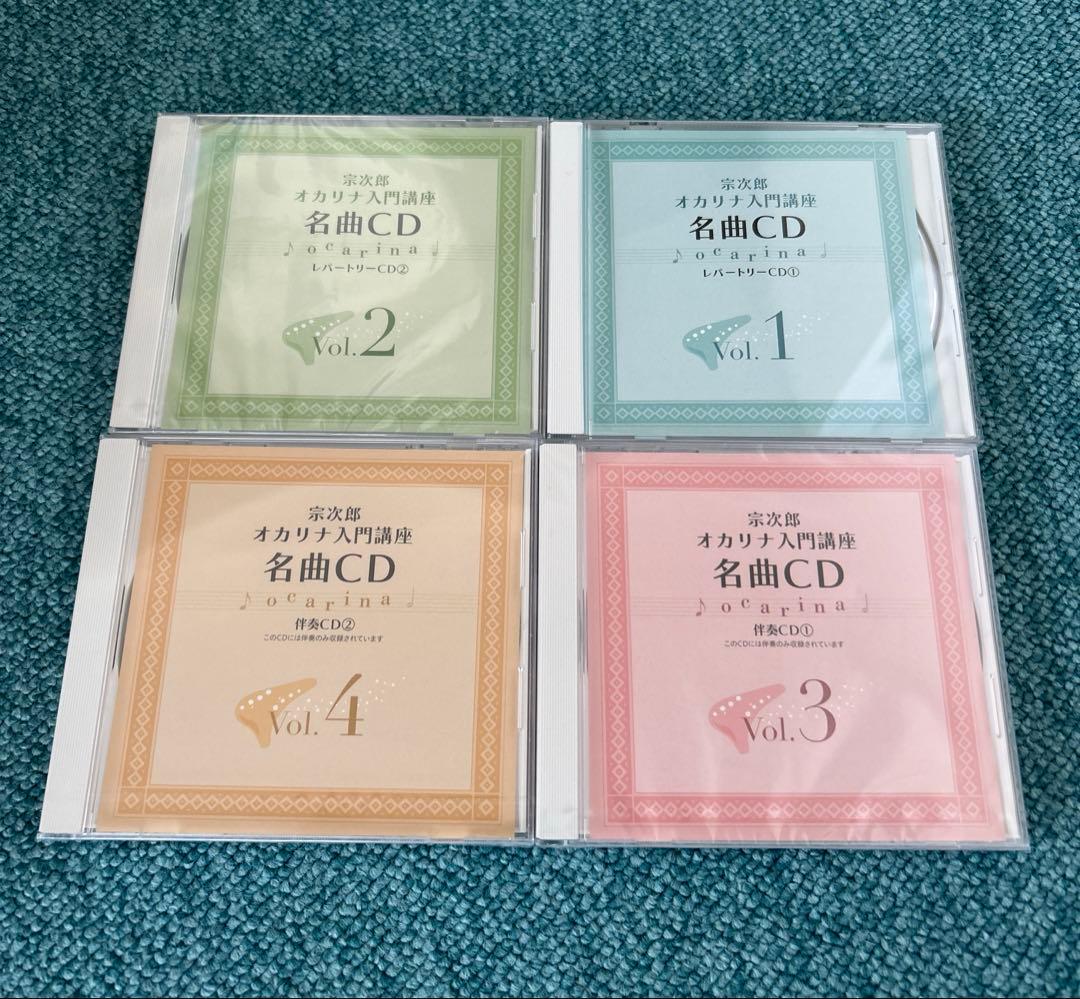 宗次郎
オカリナ入門講座
名曲CD
ocarina
レパートリーCD②
Vol.2
宗次郎
オカリナ入門講座
名曲CD
ocarina
レパートリーCD①
Vol.1
宗次郎
オカリナ入門講座
名曲CD
ocarina
伴奏CD②
このCDには伴奏のみ収録されています
Vol.4
宗次郎
オカリナ入門講座
名曲CD
ocarina
伴奏CD①
このCDには伴奏のみ収録されています
Vol.3